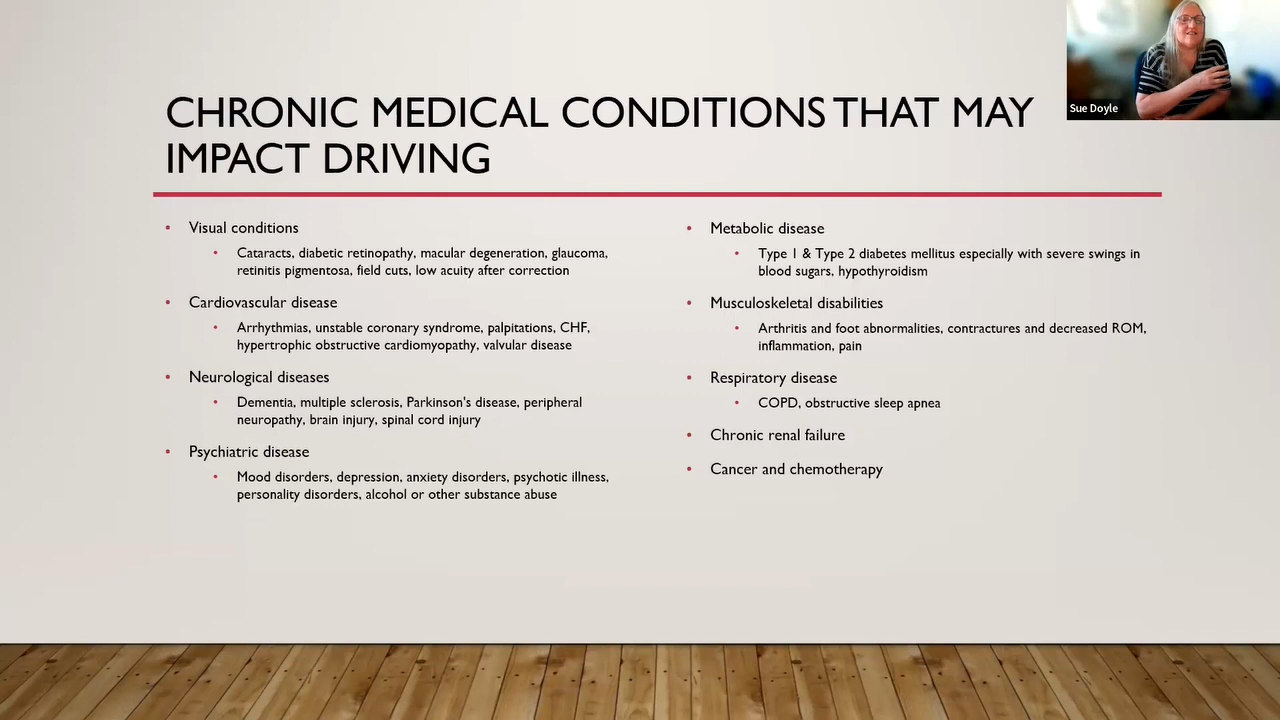 CHRONIC MEDICAL CONDITIONS THAT MAY
IMPACT DRIVING
Sue Doyle
• Visual conditions
• Cataracts, diabetic retinopathy, macular degeneration, glaucoma,
retinitis pigmentosa, field cuts, low acuity after correction
• Cardiovascular disease
• Arrhythmias, unstable coronary syndrome, palpitations, CHF,
hypertrophic obstructive cardiomyopathy, valvular disease
• Neurological diseases
• Dementia, multiple sclerosis, Parkinson's disease, peripheral
neuropathy, brain injury, spinal cord injury
• Psychiatric disease
• Mood disorders, depression, anxiety disorders, psychotic illness,
personality disorders, alcohol or other substance abuse
• Metabolic disease
• Type 1 & Type 2 diabetes mellitus especially with severe swings in
blood sugars, hypothyroidism
• Musculoskeletal disabilities
• Arthritis and foot abnormalities, contractures and decreased ROM,
inflammation, pain
• Respiratory disease
• COPD, obstructive sleep apnea
• Chronic renal failure
• Cancer and chemotherapy